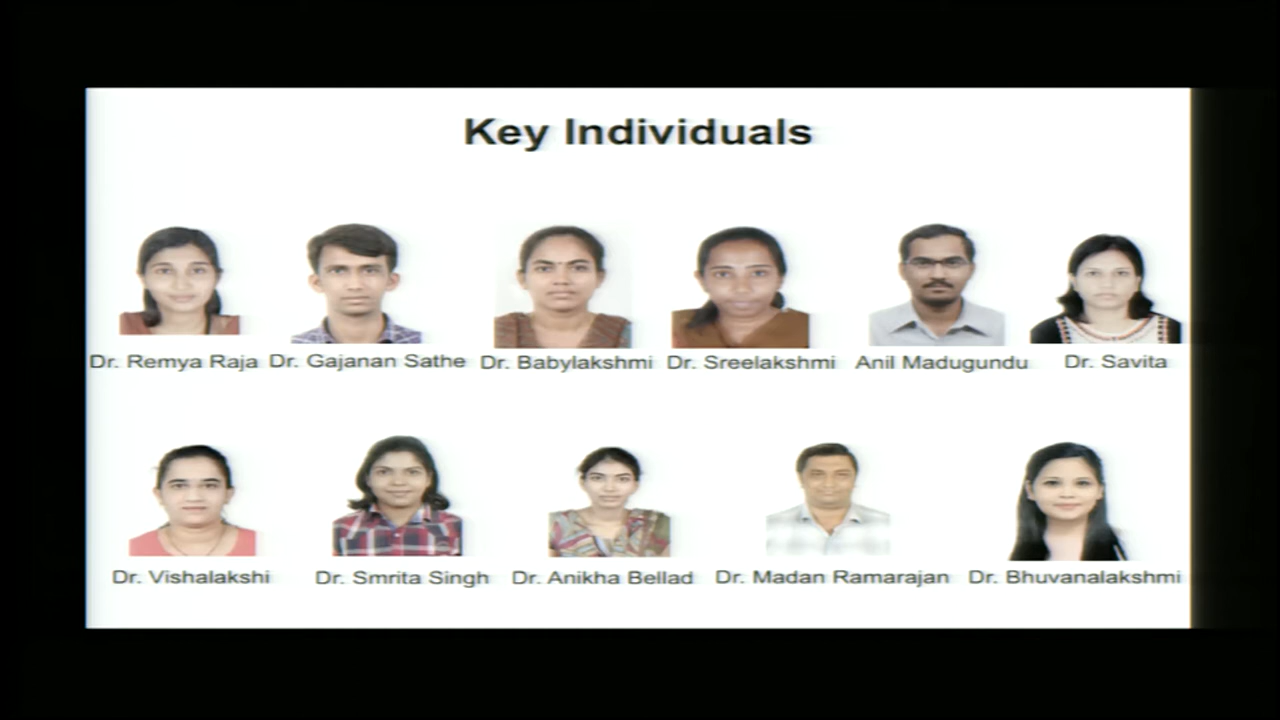 Key Individuals
Dr. Remya Raja Dr. Gajanan Sathe Dr. Babylakshmi Dr. Sreelakshmi Anil Madugundu Dr. Savita
Dr. Vishalakshi Dr. Smrita Singh Dr. Anikha Bellad Dr. Madan Ramarajan Dr. Bhuvanalakshmi